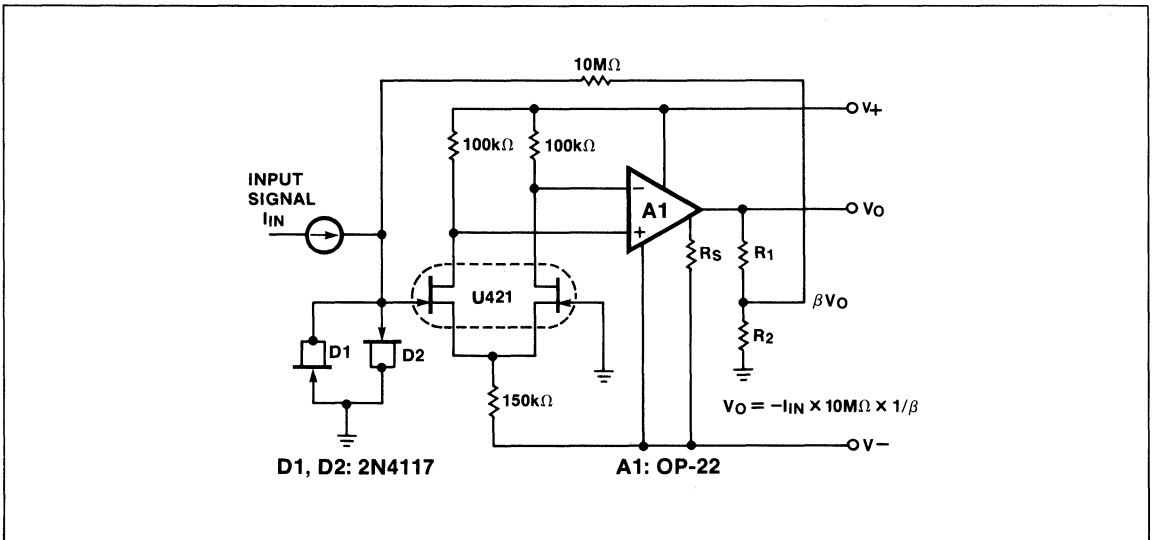 10MΩ
V+
100kΩ
100kΩ
INPUT
SIGNAL
IIN
−
A1
+
VO
RS
R1
U421
βVO
D1
D2
R2
150kΩ
VO = −IIN × 10MΩ × 1/β
V−
D1, D2: 2N4117
A1: OP-22